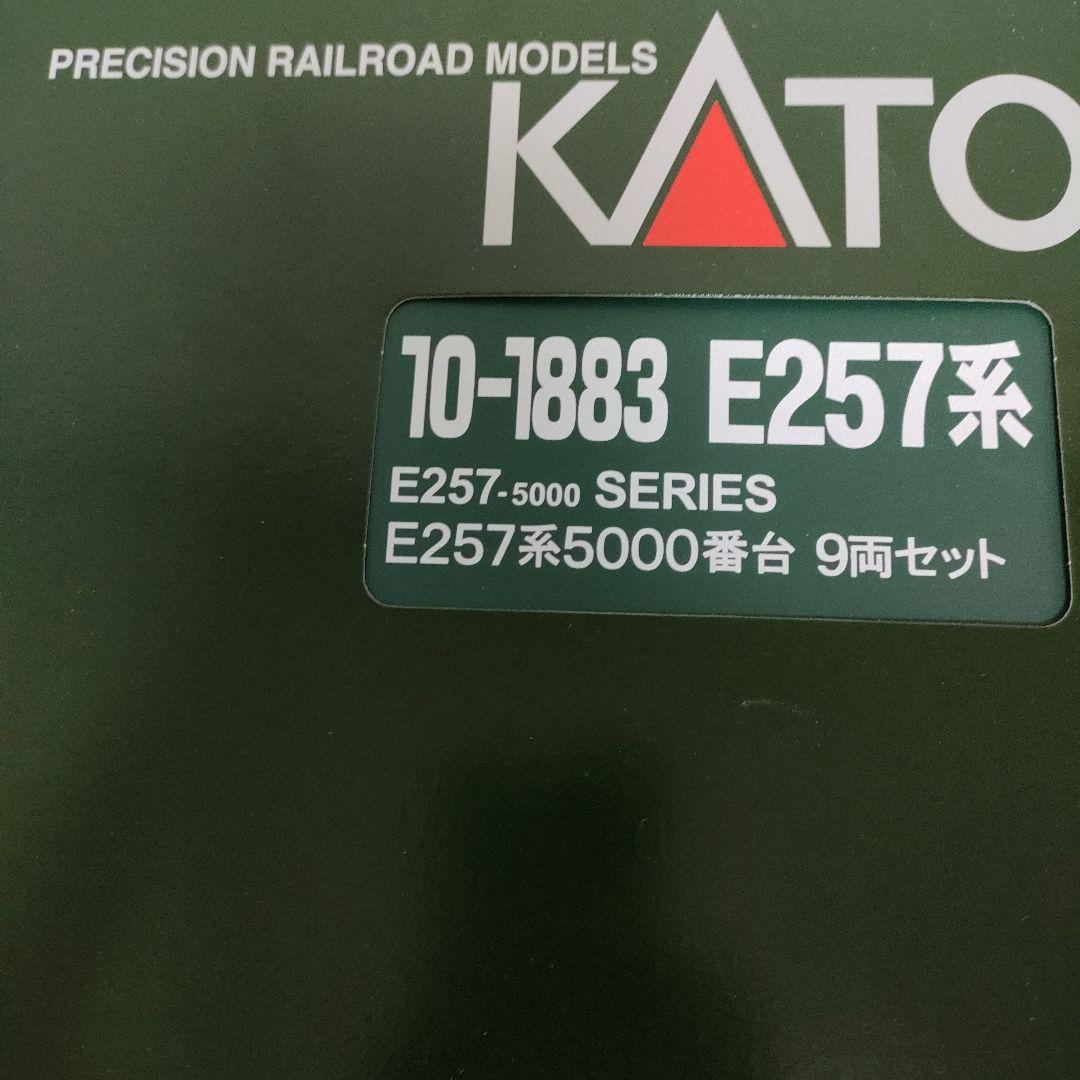 PRECISION RAILROAD MODELS
KATO
10-1883 E257系
E257-5000 SERIES
E257系5000番台 9両セット